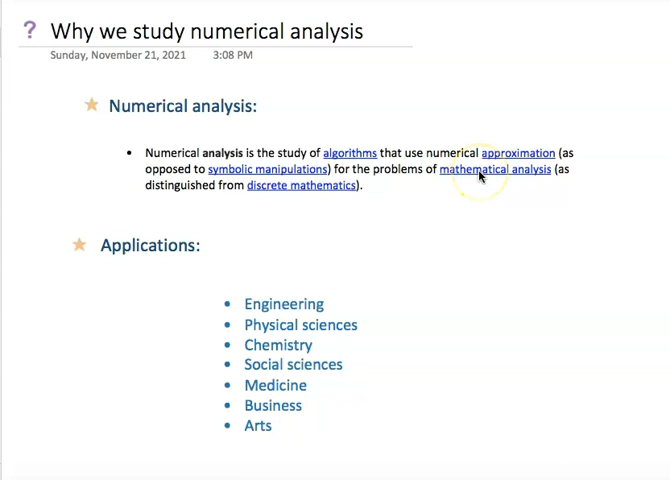 ? Why we study numerical analysis
Sunday, November 21, 2021 3:08 PM
Numerical analysis:
• Numerical analysis is the study of algorithms that use numerical approximation (as
opposed to symbolic manipulations) for the problems of mathematical analysis (as
distinguished from discrete mathematics).
Applications:
• Engineering
• Physical sciences
• Chemistry
• Social sciences
• Medicine
• Business
• Arts